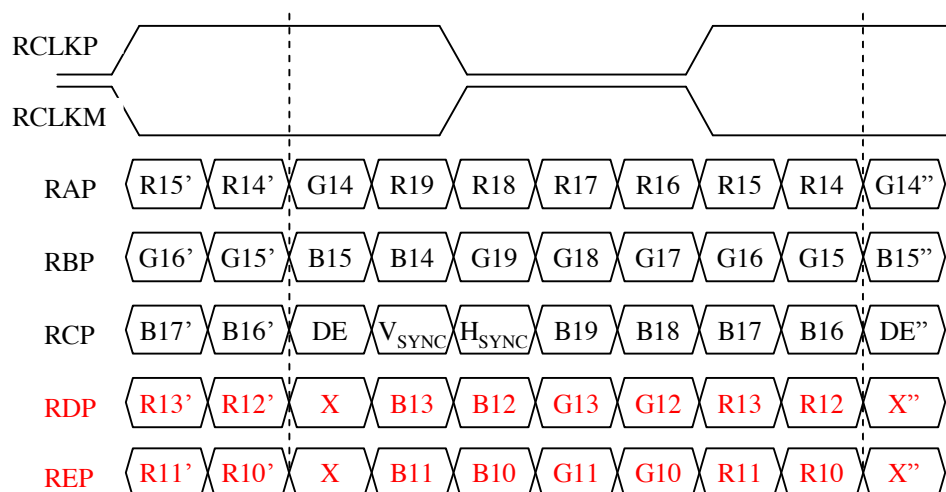 RCLKP
RCLKM
RAP R15’ R14’ G14 R19 R18 R17 R16 R15 R14 G14”
RBP G16’ G15’ B15 B14 G19 G18 G17 G16 G15 B15”
RCP B17’ B16’ DE VSYNC HSYNC B19 B18 B17 B16 DE”
RDP R13’ R12’ X B13 B12 G13 G12 R13 R12 X”
REP R11’ R10’ X B11 B10 G11 G10 R11 R10 X”